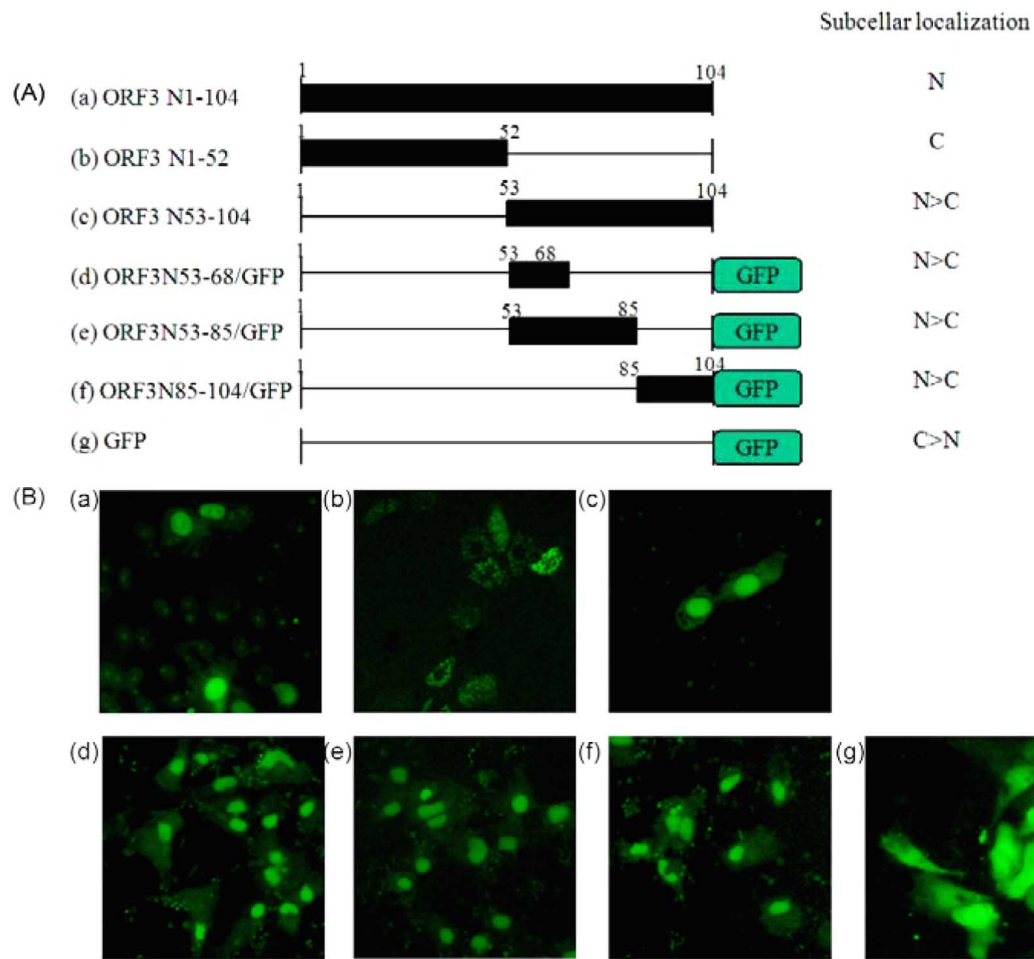 Subcellar localization
(A)
1 104
(a) ORF3 N1-104 N
1 52
(b) ORF3 N1-52 C
1 53 104
(c) ORF3 N53-104 N>C
1 53 68
(d) ORF3N53-68/GFP GFP N>C
1 53 85
(e) ORF3N53-85/GFP GFP N>C
1 85 104
(f) ORF3N85-104/GFP GFP N>C
(g) GFP GFP C>N
(B) (a) (b) (c)
(d) (e) (f) (g)